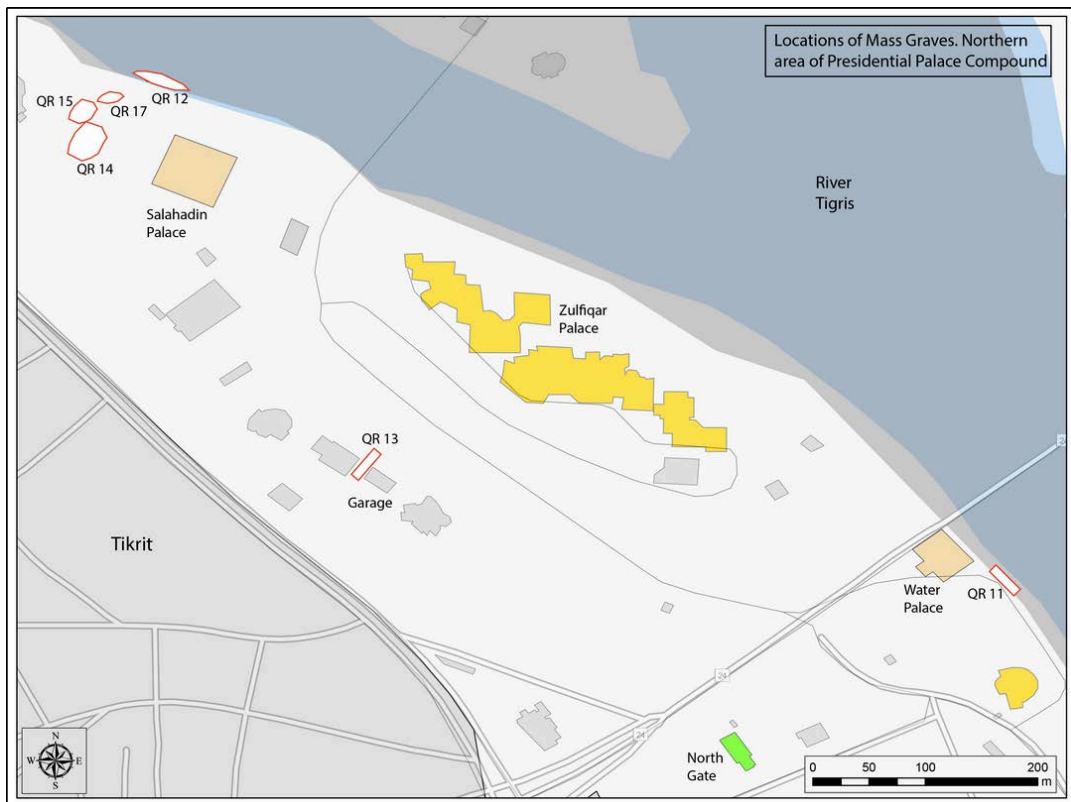 Locations of Mass Graves. Northern
area of Presidential Palace Compound
QR 12
QR 15
QR 17
QR 14
River
Tigris
Salahadin
Palace
Zulfiqar
Palace
QR 13
Garage
Tikrit
Water
Palace
QR 11
24
24
North
Gate
N
W
E
S
0
50
100
200
m